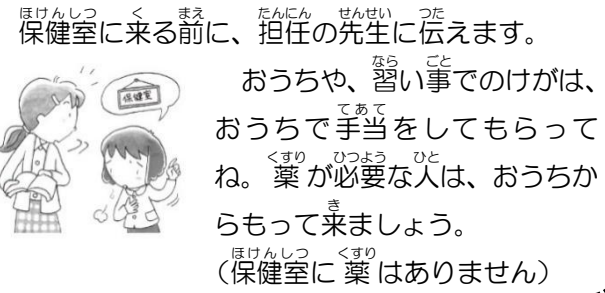 保健室に来る前に、担任の先生に伝えます。
保健室
おうちや、習い事でのけがは、
おうちで手当をしてもらって
ね。薬が必要な人は、おうちか
らもって来ましょう。
（保健室に薬はありません）